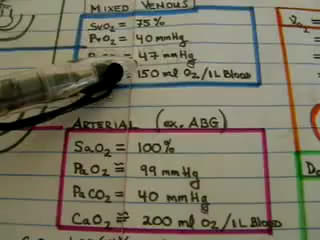 MIXED VENOUS
SvO2 = 75%
PvO2 = 40 mmHg
= 47 mmHg
= 150 ml O2/1L Blood
ARTERIAL (ex. ABG)
SaO2 = 100%
PaO2 ≅ 99 mmHg
PaCO2 = 40 mmHg
CaO2 ≅ 200 ml O2/1L Blood